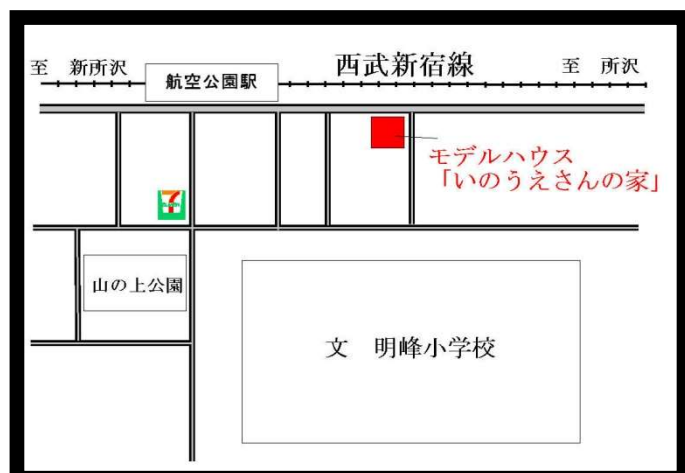 至 新所沢
航空公園駅
西武新宿線
至 所沢
モデルハウス
「いのうえさんの家」
7
山の上公園
文 明峰小学校